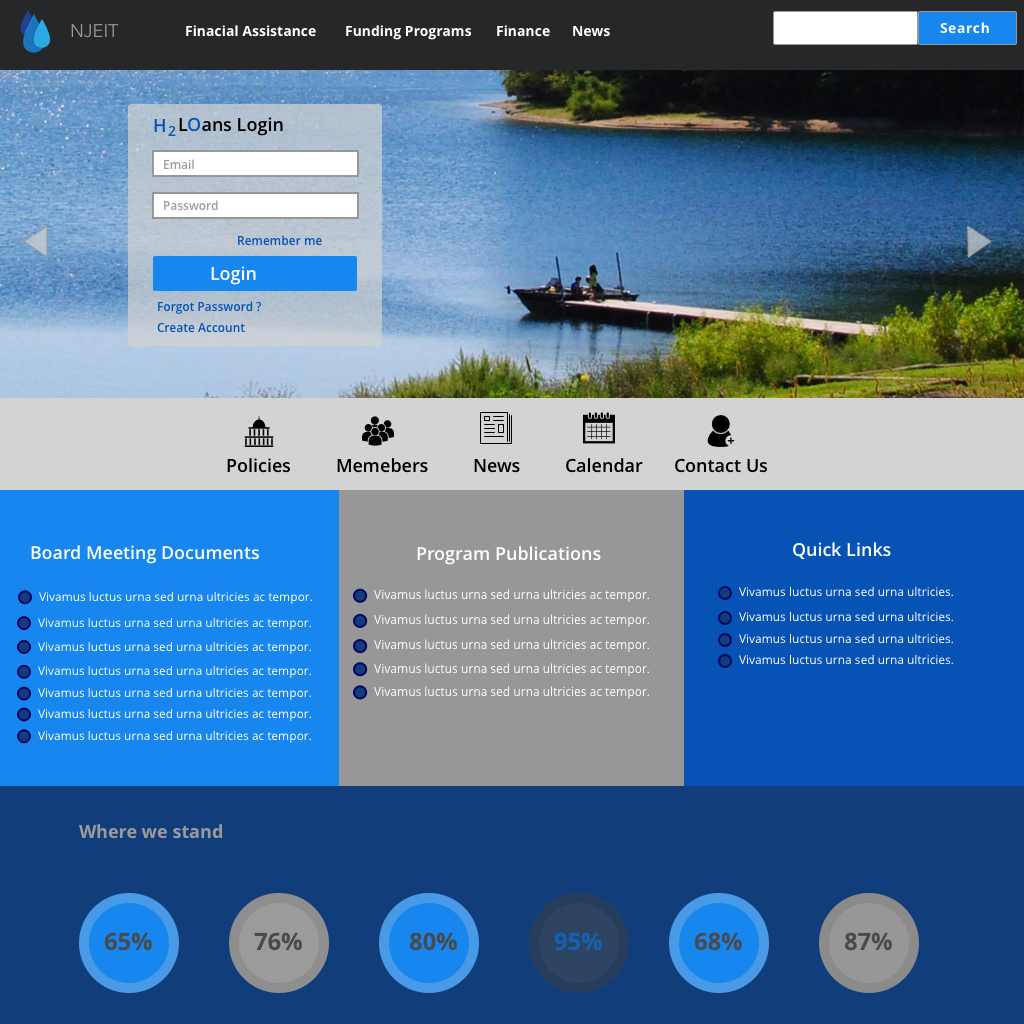 NJEIT
Finacial Assistance
Funding Programs
Finance
News
Search
H2LOans Login
Email
Password
Remember me
Login
Forgot Password ?
Create Account
Policies
Memebers
News
Calendar
Contact Us
Board Meeting Documents
Vivamus luctus urna sed urna ultricies ac tempor.
Vivamus luctus urna sed urna ultricies ac tempor.
Vivamus luctus urna sed urna ultricies ac tempor.
Vivamus luctus urna sed urna ultricies ac tempor.
Vivamus luctus urna sed urna ultricies ac tempor.
Vivamus luctus urna sed urna ultricies ac tempor.
Vivamus luctus urna sed urna ultricies ac tempor.
Program Publications
Vivamus luctus urna sed urna ultricies ac tempor.
Vivamus luctus urna sed urna ultricies ac tempor.
Vivamus luctus urna sed urna ultricies ac tempor.
Vivamus luctus urna sed urna ultricies ac tempor.
Vivamus luctus urna sed urna ultricies ac tempor.
Quick Links
Vivamus luctus urna sed urna ultricies.
Vivamus luctus urna sed urna ultricies.
Vivamus luctus urna sed urna ultricies.
Vivamus luctus urna sed urna ultricies.
Where we stand
65%
76%
80%
95%
68%
87%